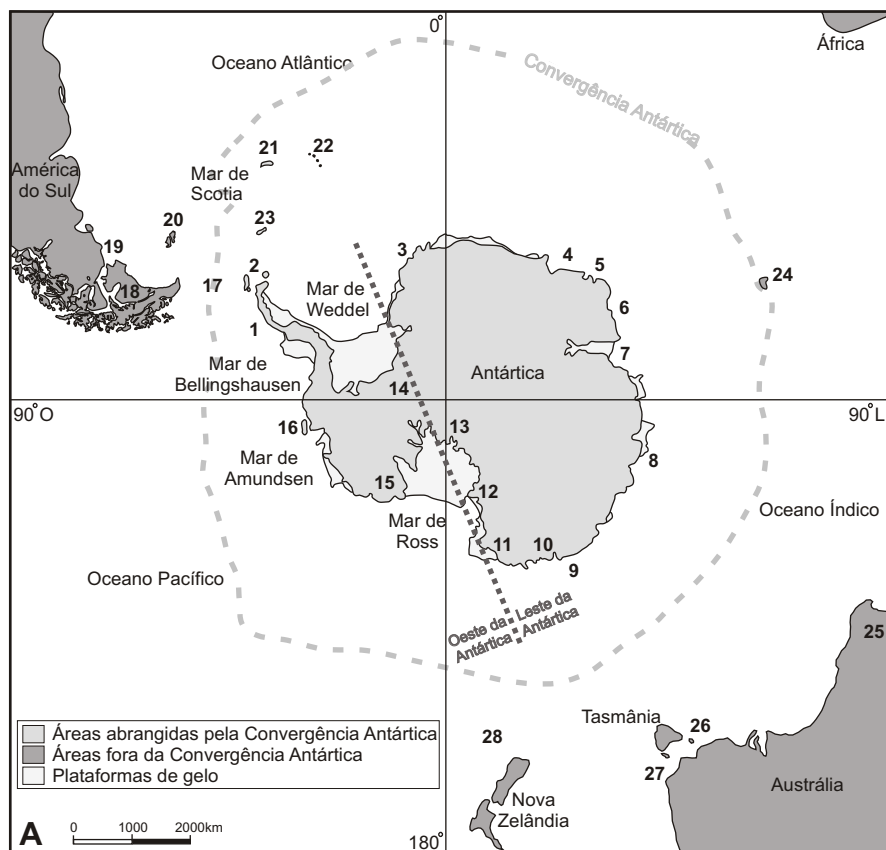 0°
África
Oceano Atlântico
Convergência Antártica
21
22
América
do Sul
Mar de
Scotia
20
23
19
3
4
5
24
17
2
18
Mar de
Weddel
6
1
7
Mar de
Bellingshausen
14
Antártica
90°O
90°L
16
13
Mar de
Amundsen
8
15
12
Mar de
Ross
Oceano Índico
11
10
9
Oceano Pacífico
Oeste da
Antártica
Leste da
Antártica
25
Tasmânia
26
28
27
Áreas abrangidas pela Convergência Antártica
Áreas fora da Convergência Antártica
Plataformas de gelo
Austrália
Nova
Zelândia
A
0 1000 2000km
180°